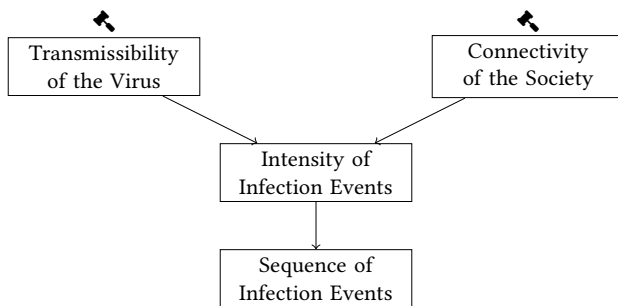 Transmissibility
of the Virus
Connectivity
of the Society
Intensity of
Infection Events
Sequence of
Infection Events